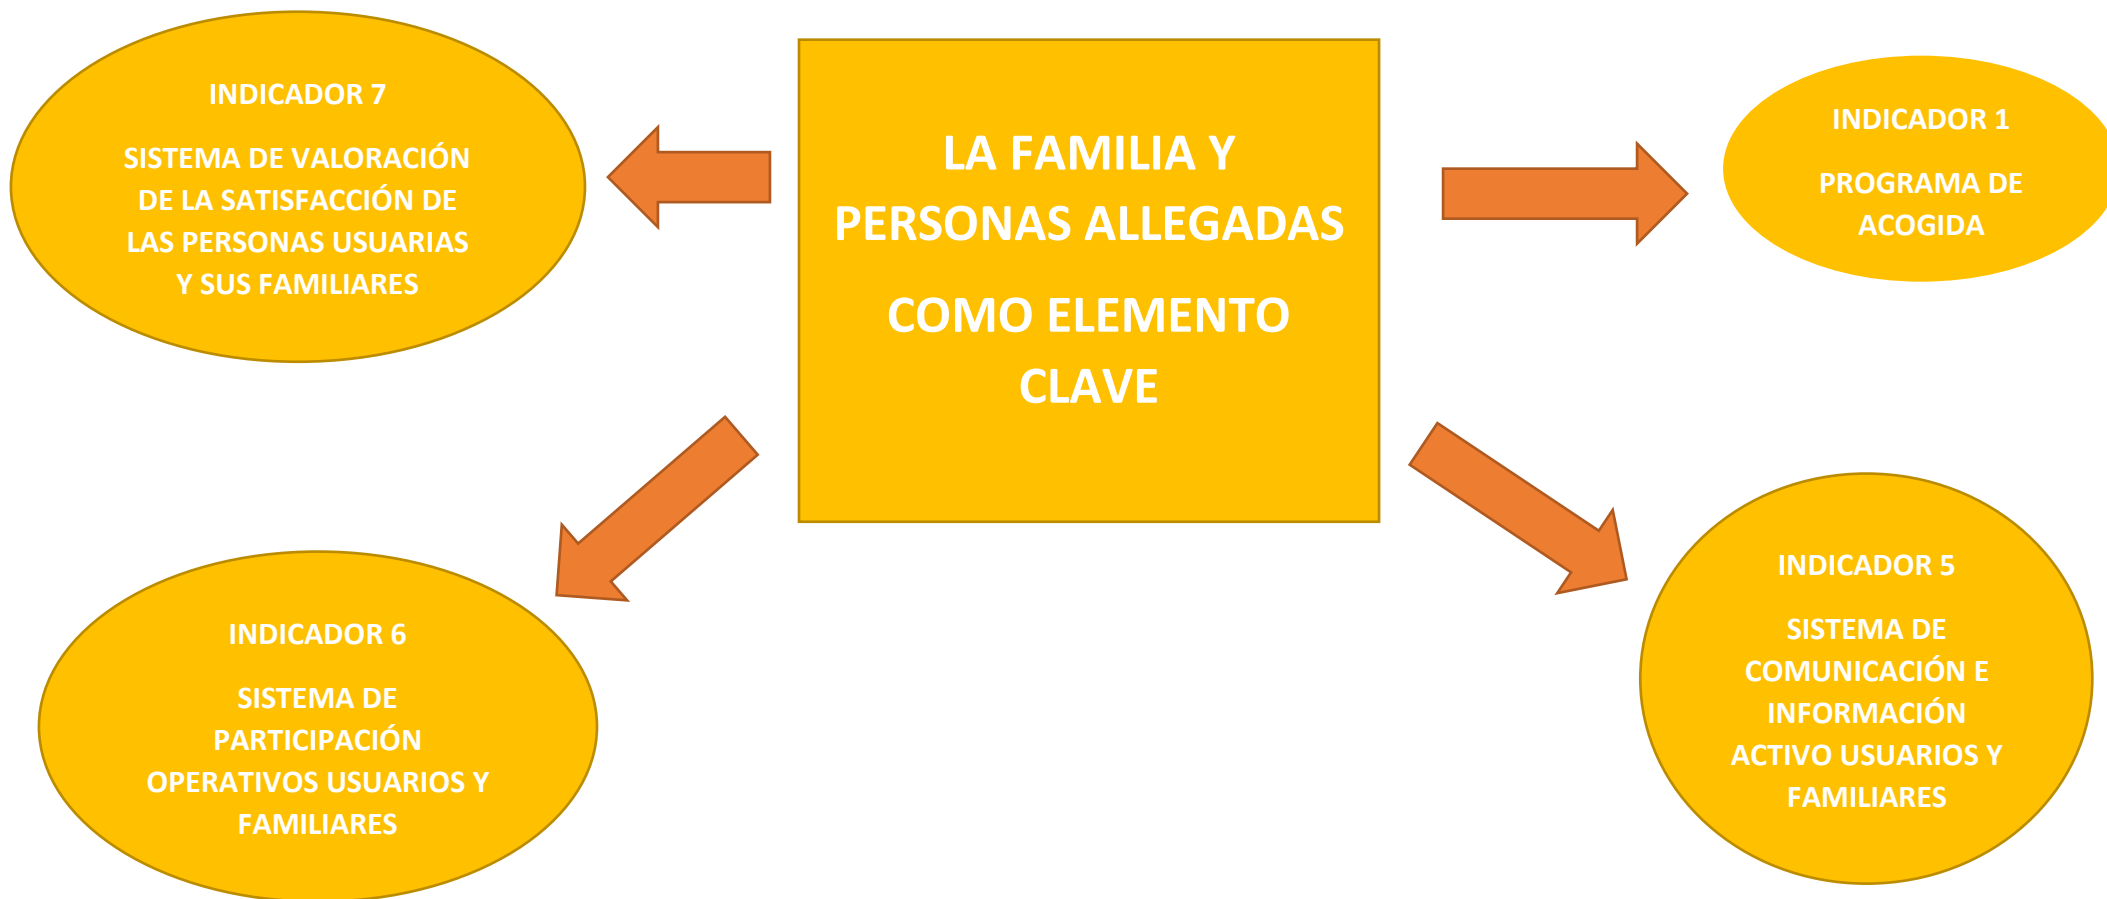 LA FAMILIA Y
PERSONAS ALLEGADAS
COMO ELEMENTO
CLAVE
INDICADOR 7
SISTEMA DE VALORACIÓN
DE LA SATISFACCIÓN DE
LAS PERSONAS USUARIAS
Y SUS FAMILIARES
INDICADOR 1
PROGRAMA DE
ACOGIDA
INDICADOR 6
SISTEMA DE
PARTICIPACIÓN
OPERATIVOS USUARIOS Y
FAMILIARES
INDICADOR 5
SISTEMA DE
COMUNICACIÓN E
INFORMACIÓN
ACTIVO USUARIOS Y
FAMILIARES